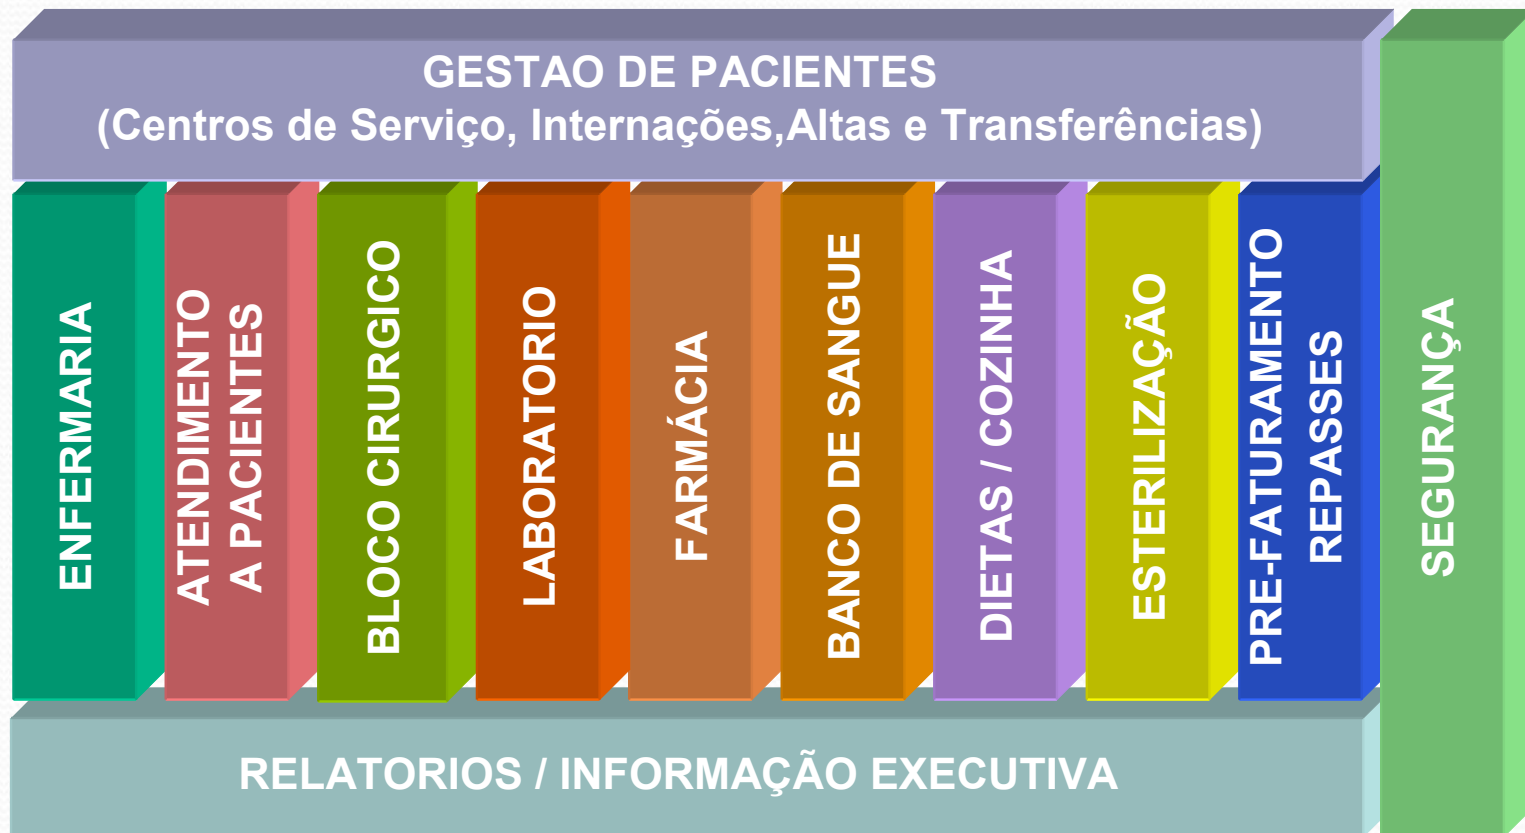 GESTAO DE PACIENTES
(Centros de Serviço, Internações,Altas e Transferências)
ENFERMARIA
ATENDIMENTO
A PACIENTES
BLOCO CIRURGICO
LABORATORIO
FARMÁCIA
BANCO DE SANGUE
DIETAS / COZINHA
ESTERILIZAÇÃO
PRE-FATURAMENTO
REPASSES
SEGURANÇA
RELATORIOS / INFORMAÇÃO EXECUTIVA